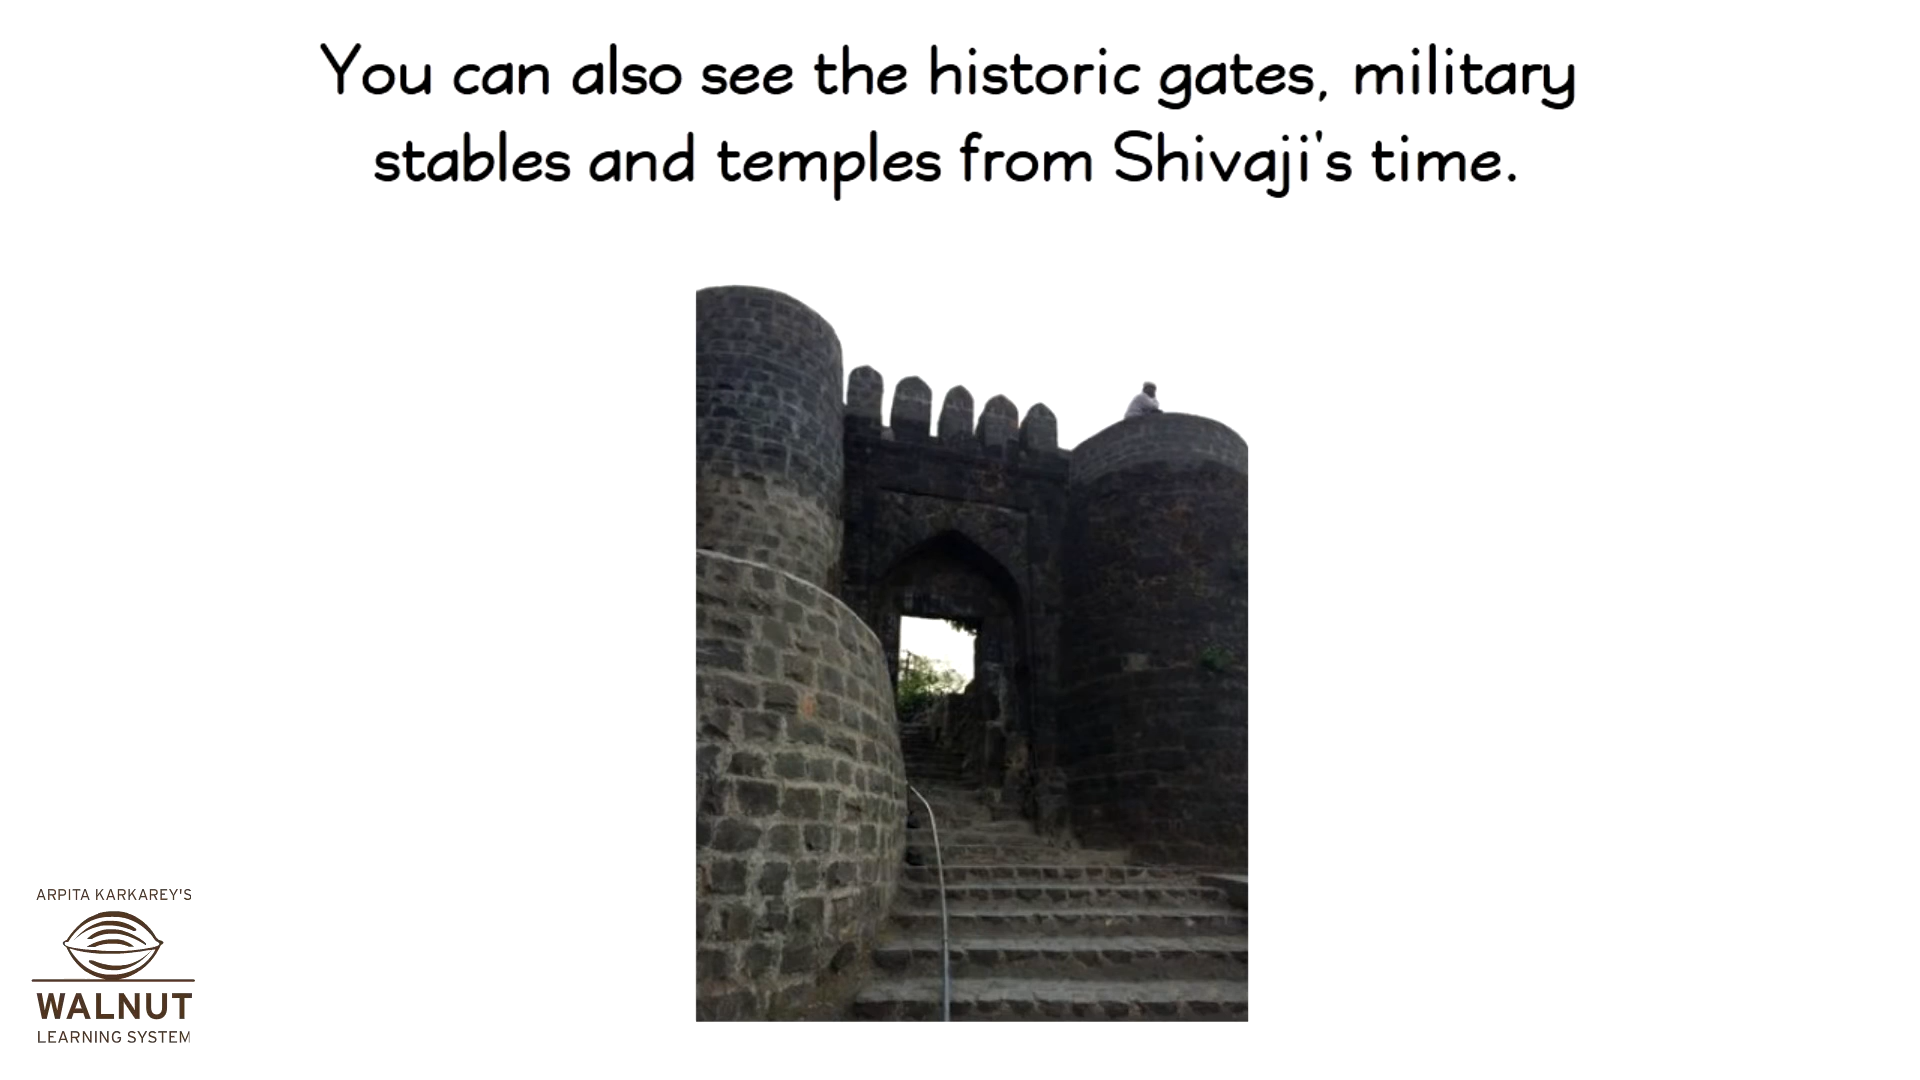 You can also see the historic gates, military
stables and temples from Shivaji's time.
ARPITA KARKAREY'S
WALNUT
LEARNING SYSTEM